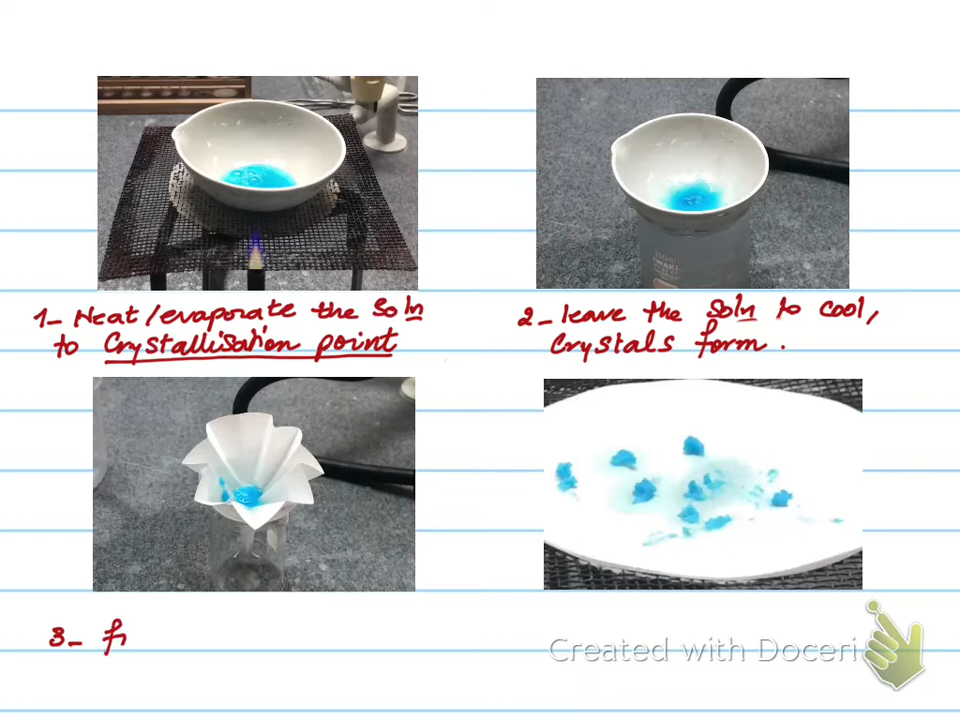 1- Heat/evaporate the Soln
to Crystallisation point
2- leave the Soln to cool,
Crystals form.
3-
IWAKI
Created with Doceri